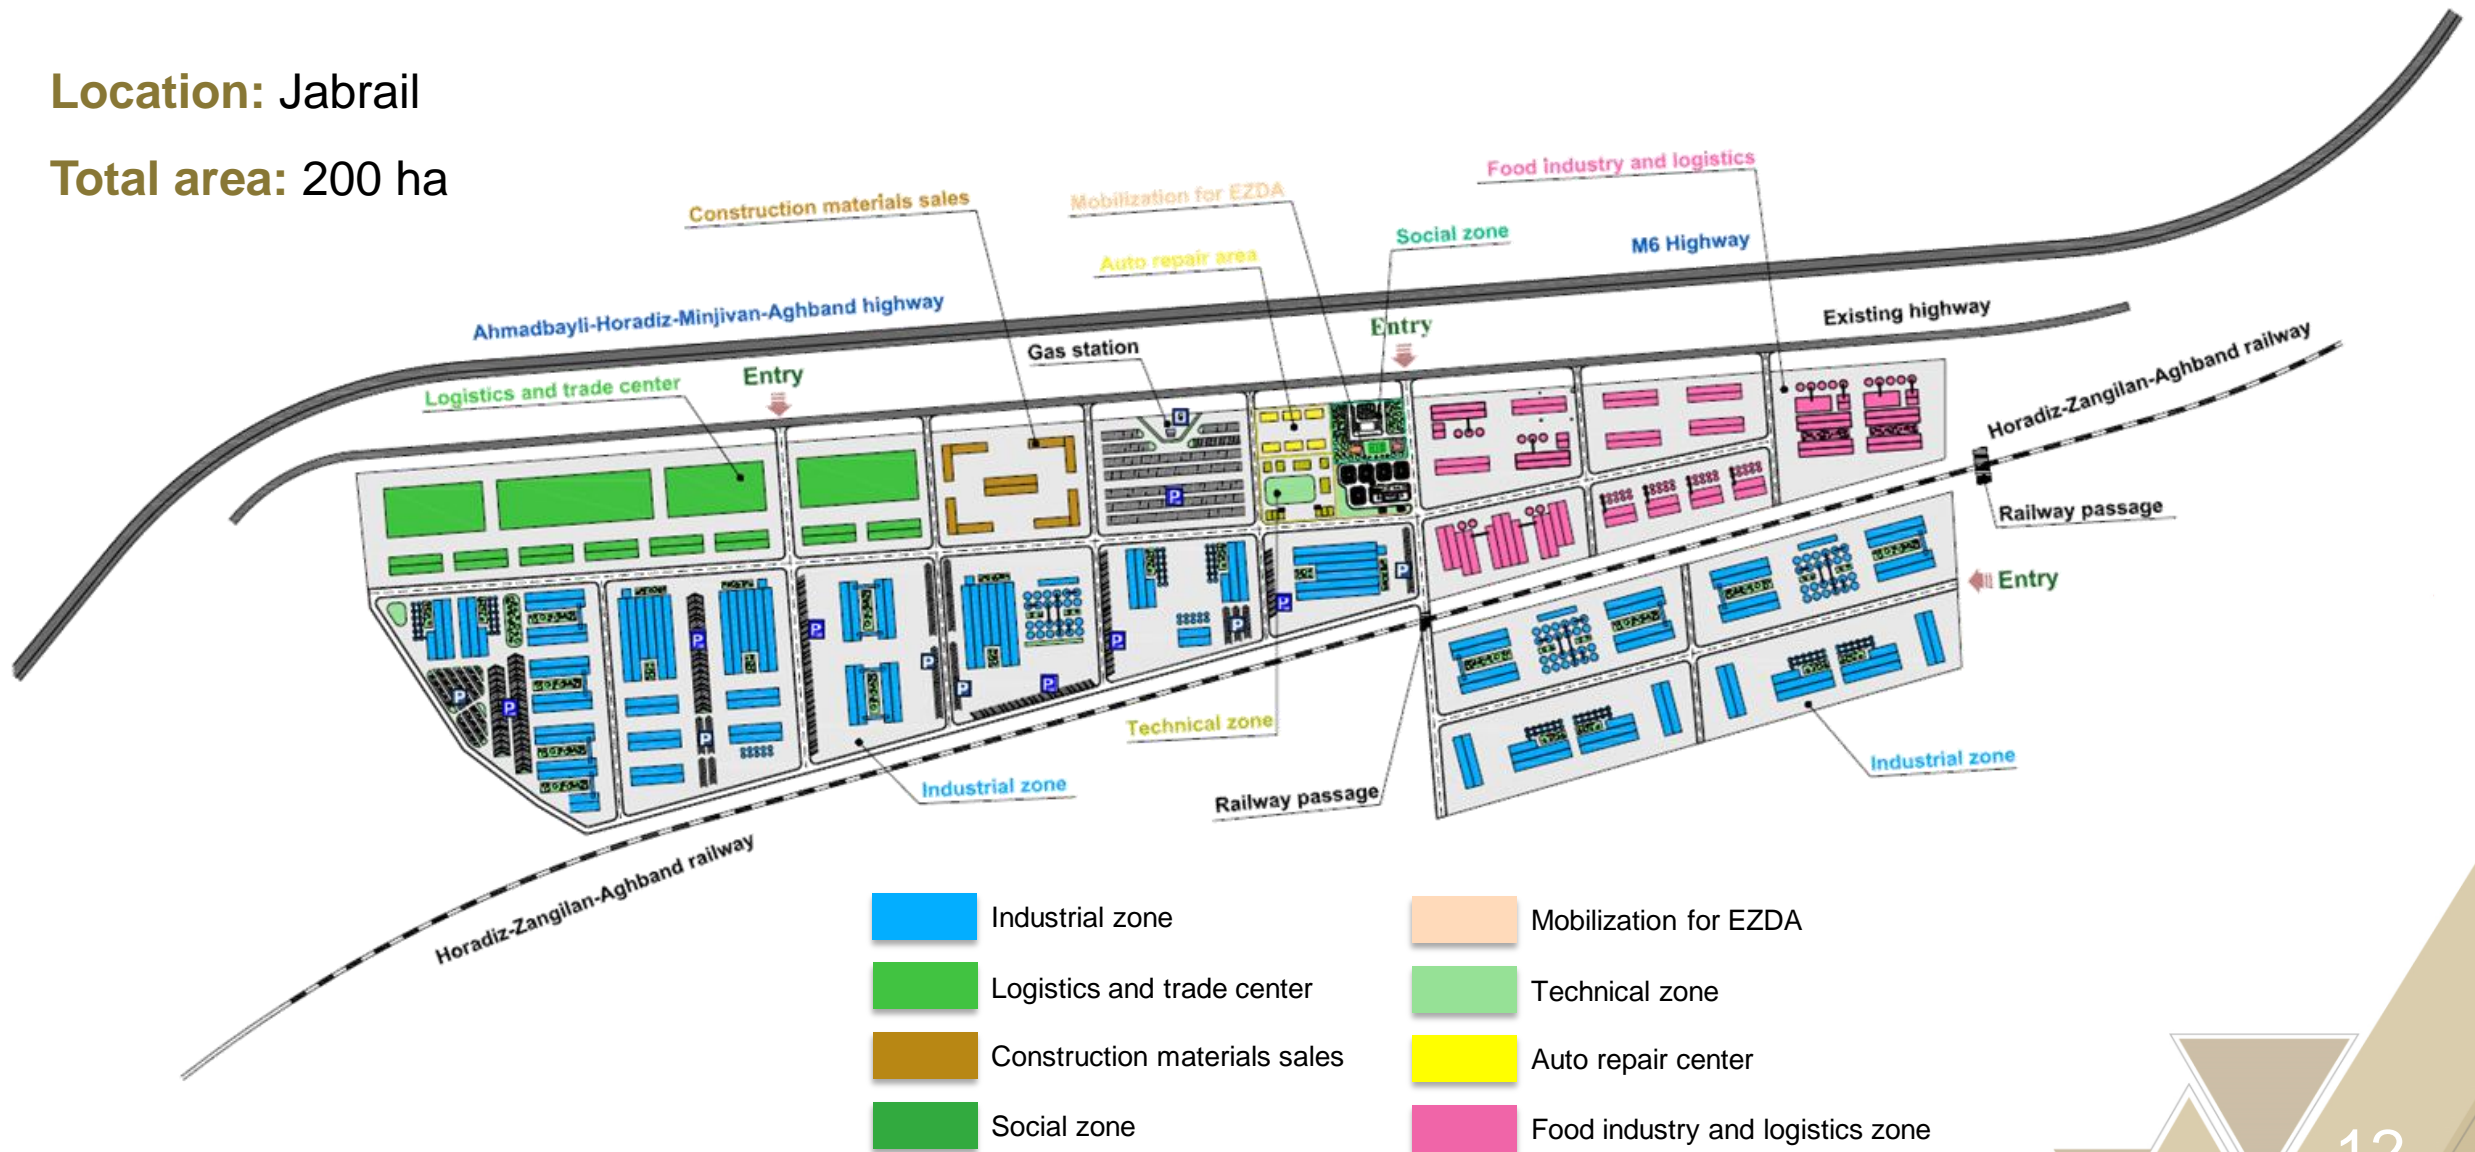 Location: Jabrail
Total area: 200 ha
Food industry and logistics
Construction materials sales
Mobilization for EZDA
Social zone
M6 Highway
Auto repair area
Ahmadbayli-Horadiz-Minjivan-Aghband highway
Existing highway
Entry
Gas station
Horadiz-Zangilan-Aghband railway
Logistics and trade center
Entry
P
Railway passage
Entry
P
P
P
P
P
P
P
P
P
P
P
P
P
Technical zone
Industrial zone
Industrial zone
Railway passage
Horadiz-Zangilan-Aghband railway
Industrial zone
Mobilization for EZDA
Logistics and trade center
Technical zone
Construction materials sales
Auto repair center
Social zone
Food industry and logistics zone
12